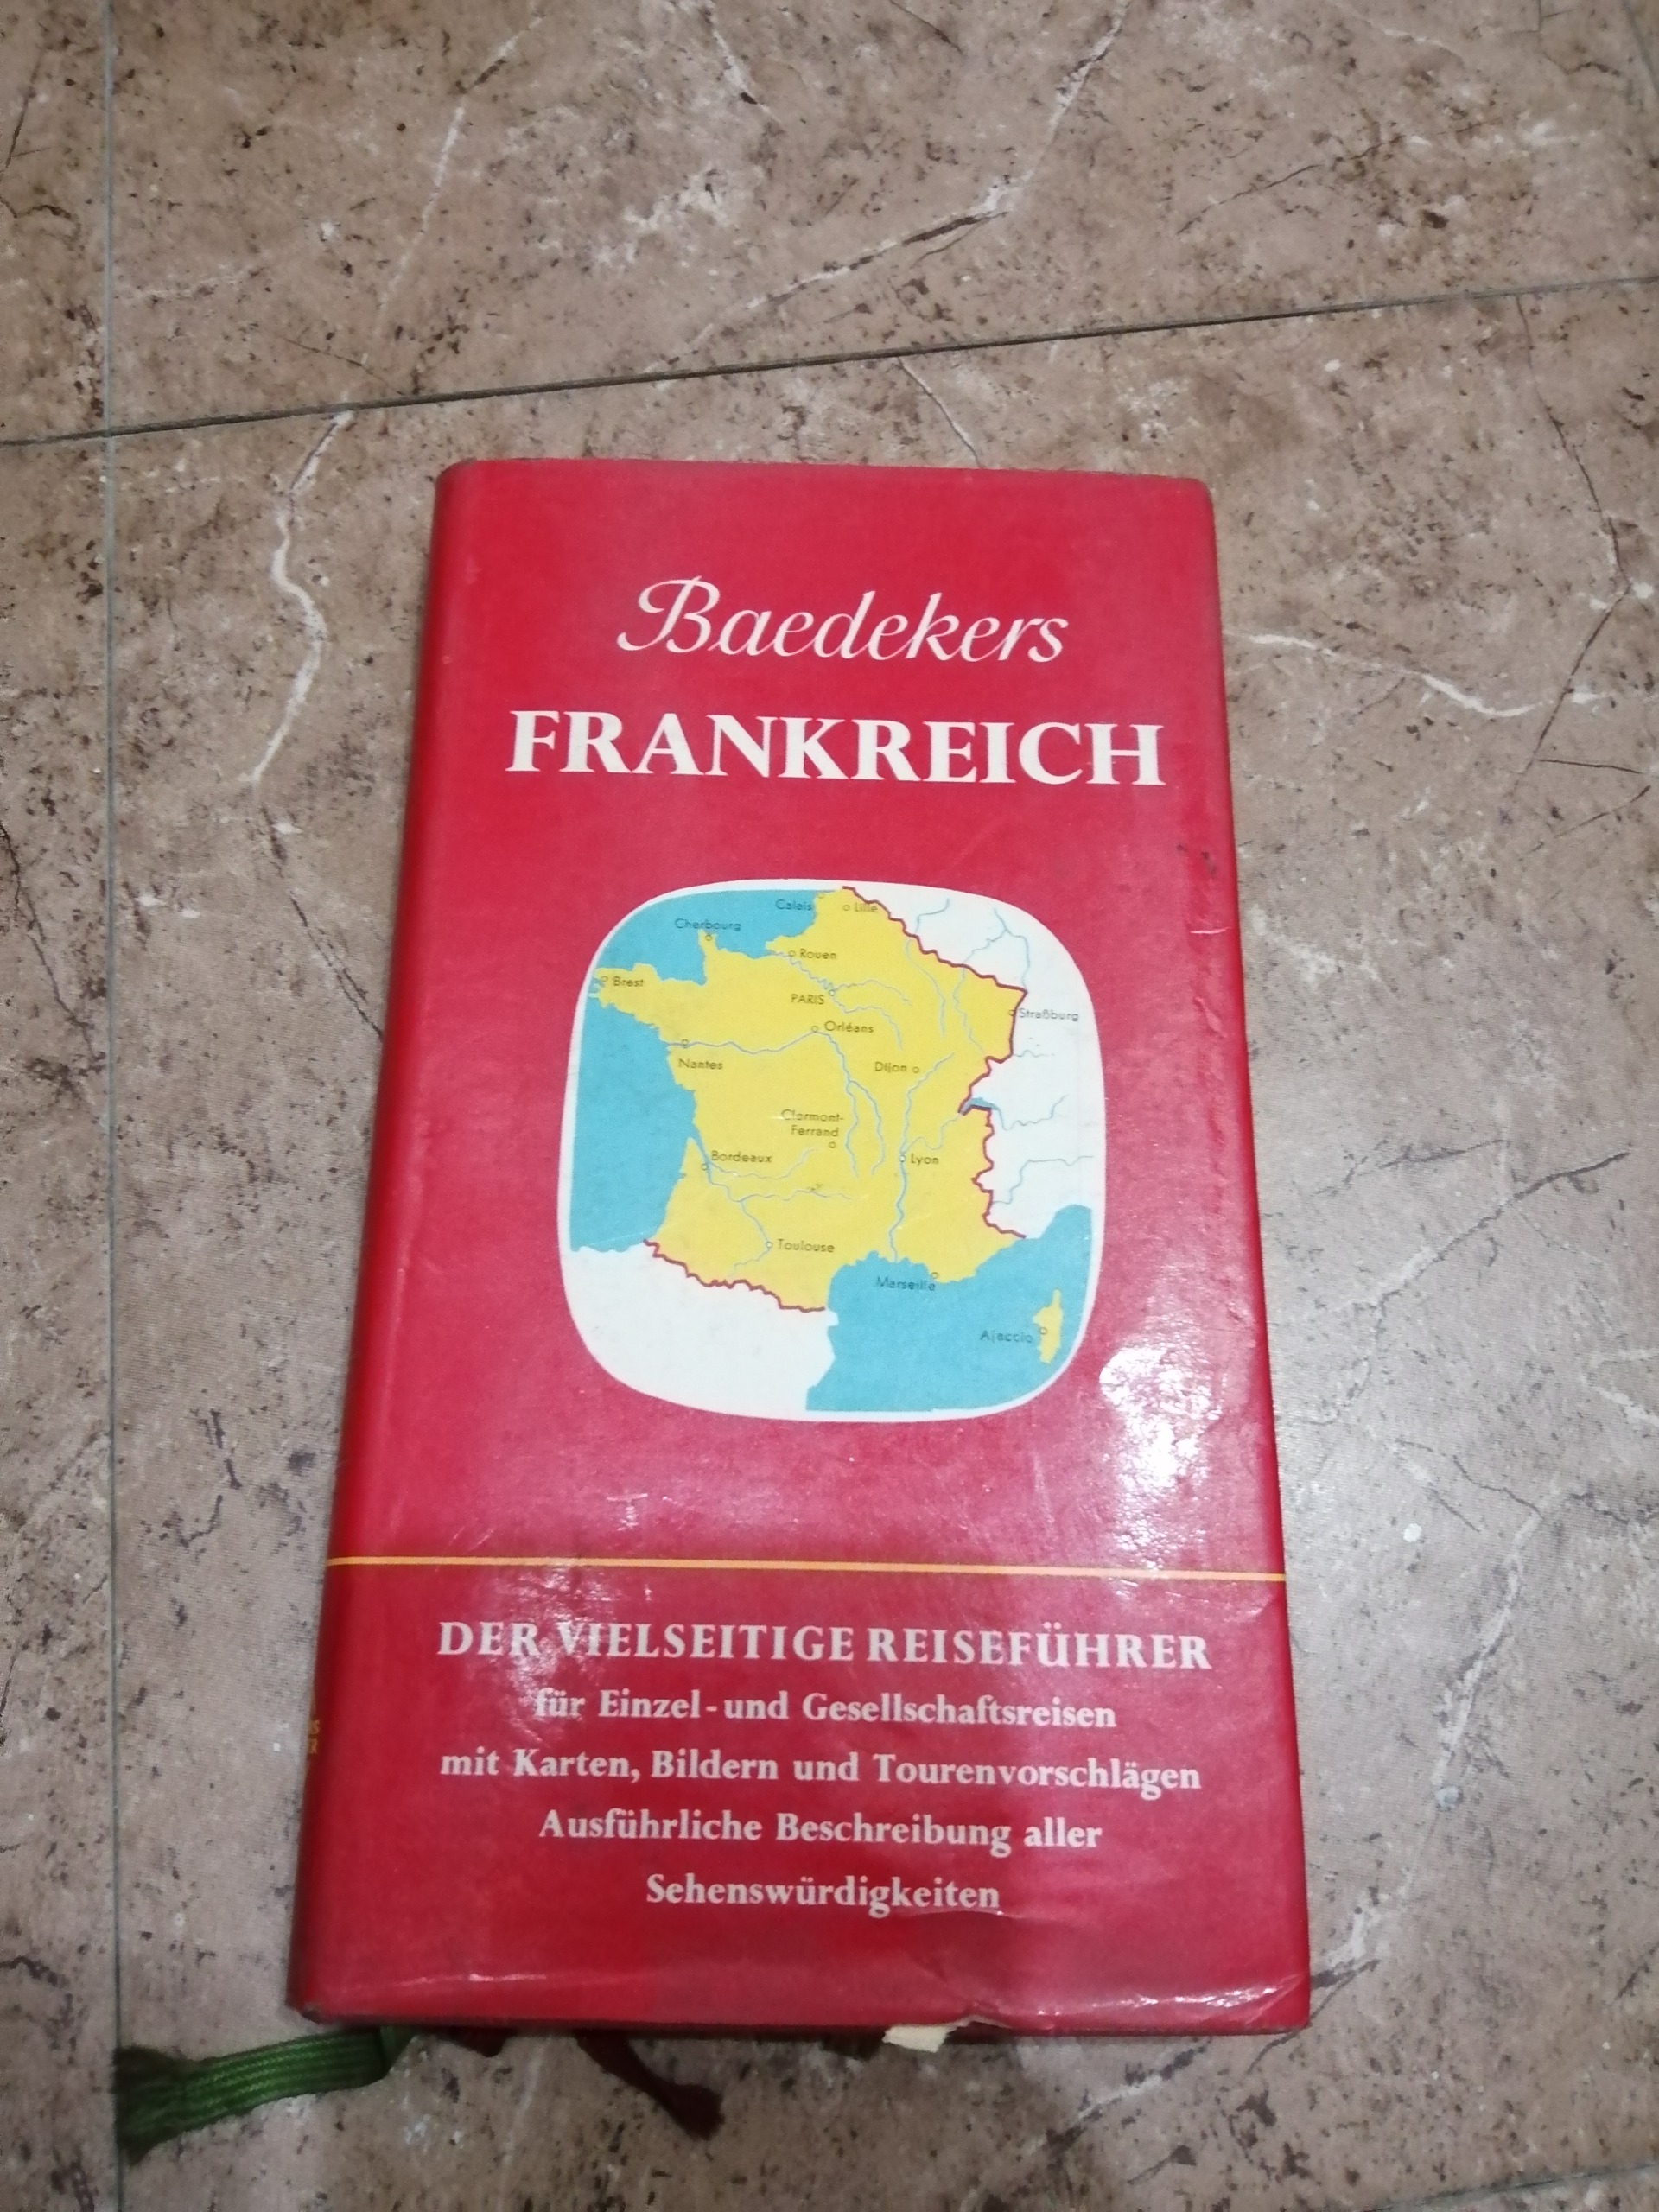 Baedekers
FRANKREICH
Calais
Lille
Cherbourg
Rouen
Brest
PARIS
Straßburg
Orléans
Nantes
Dijon
Clermont-
Ferrand
Bordeaux
Lyon
Toulouse
Marseille
Ajaccio
DER VIELSEITIGE REISEFÜHRER
für Einzel- und Gesellschaftsreisen
mit Karten, Bildern und Tourenvorschlägen
Ausführliche Beschreibung aller
Sehenswürdigkeiten